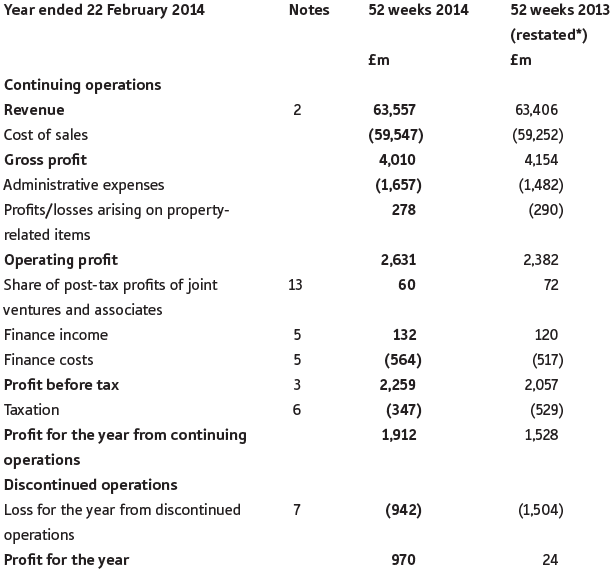 Year ended 22 February 2014 Notes 52 weeks 2014 52 weeks 2013
(restated*)
£m £m
Continuing operations
Revenue 2 63,557 63,406
Cost of sales (59,547) (59,252)
Gross profit 4,010 4,154
Administrative expenses (1,657) (1,482)
Profits/losses arising on property- 278 (290)
related items
Operating profit 2,631 2,382
Share of post-tax profits of joint 13 60 72
ventures and associates
Finance income 5 132 120
Finance costs 5 (564) (517)
Profit before tax 3 2,259 2,057
Taxation 6 (347) (529)
Profit for the year from continuing 1,912 1,528
operations
Discontinued operations
Loss for the year from discontinued 7 (942) (1,504)
operations
Profit for the year 970 24